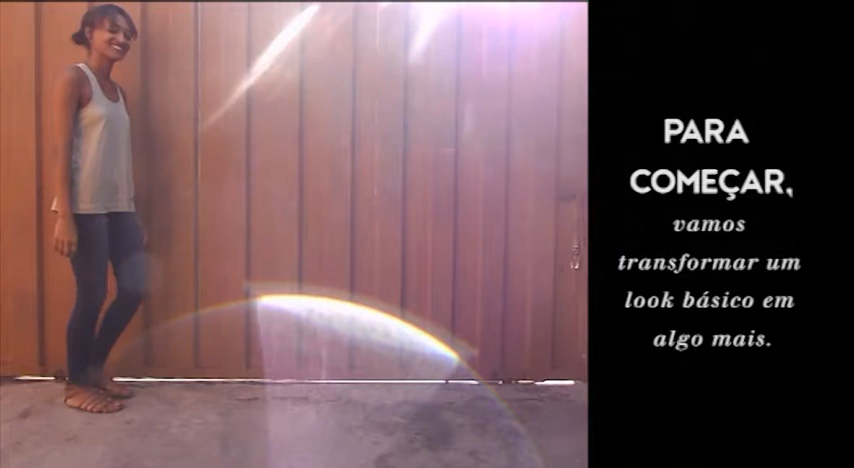 PARA
COMEÇAR,
vamos
transformar um
look básico em
algo mais.